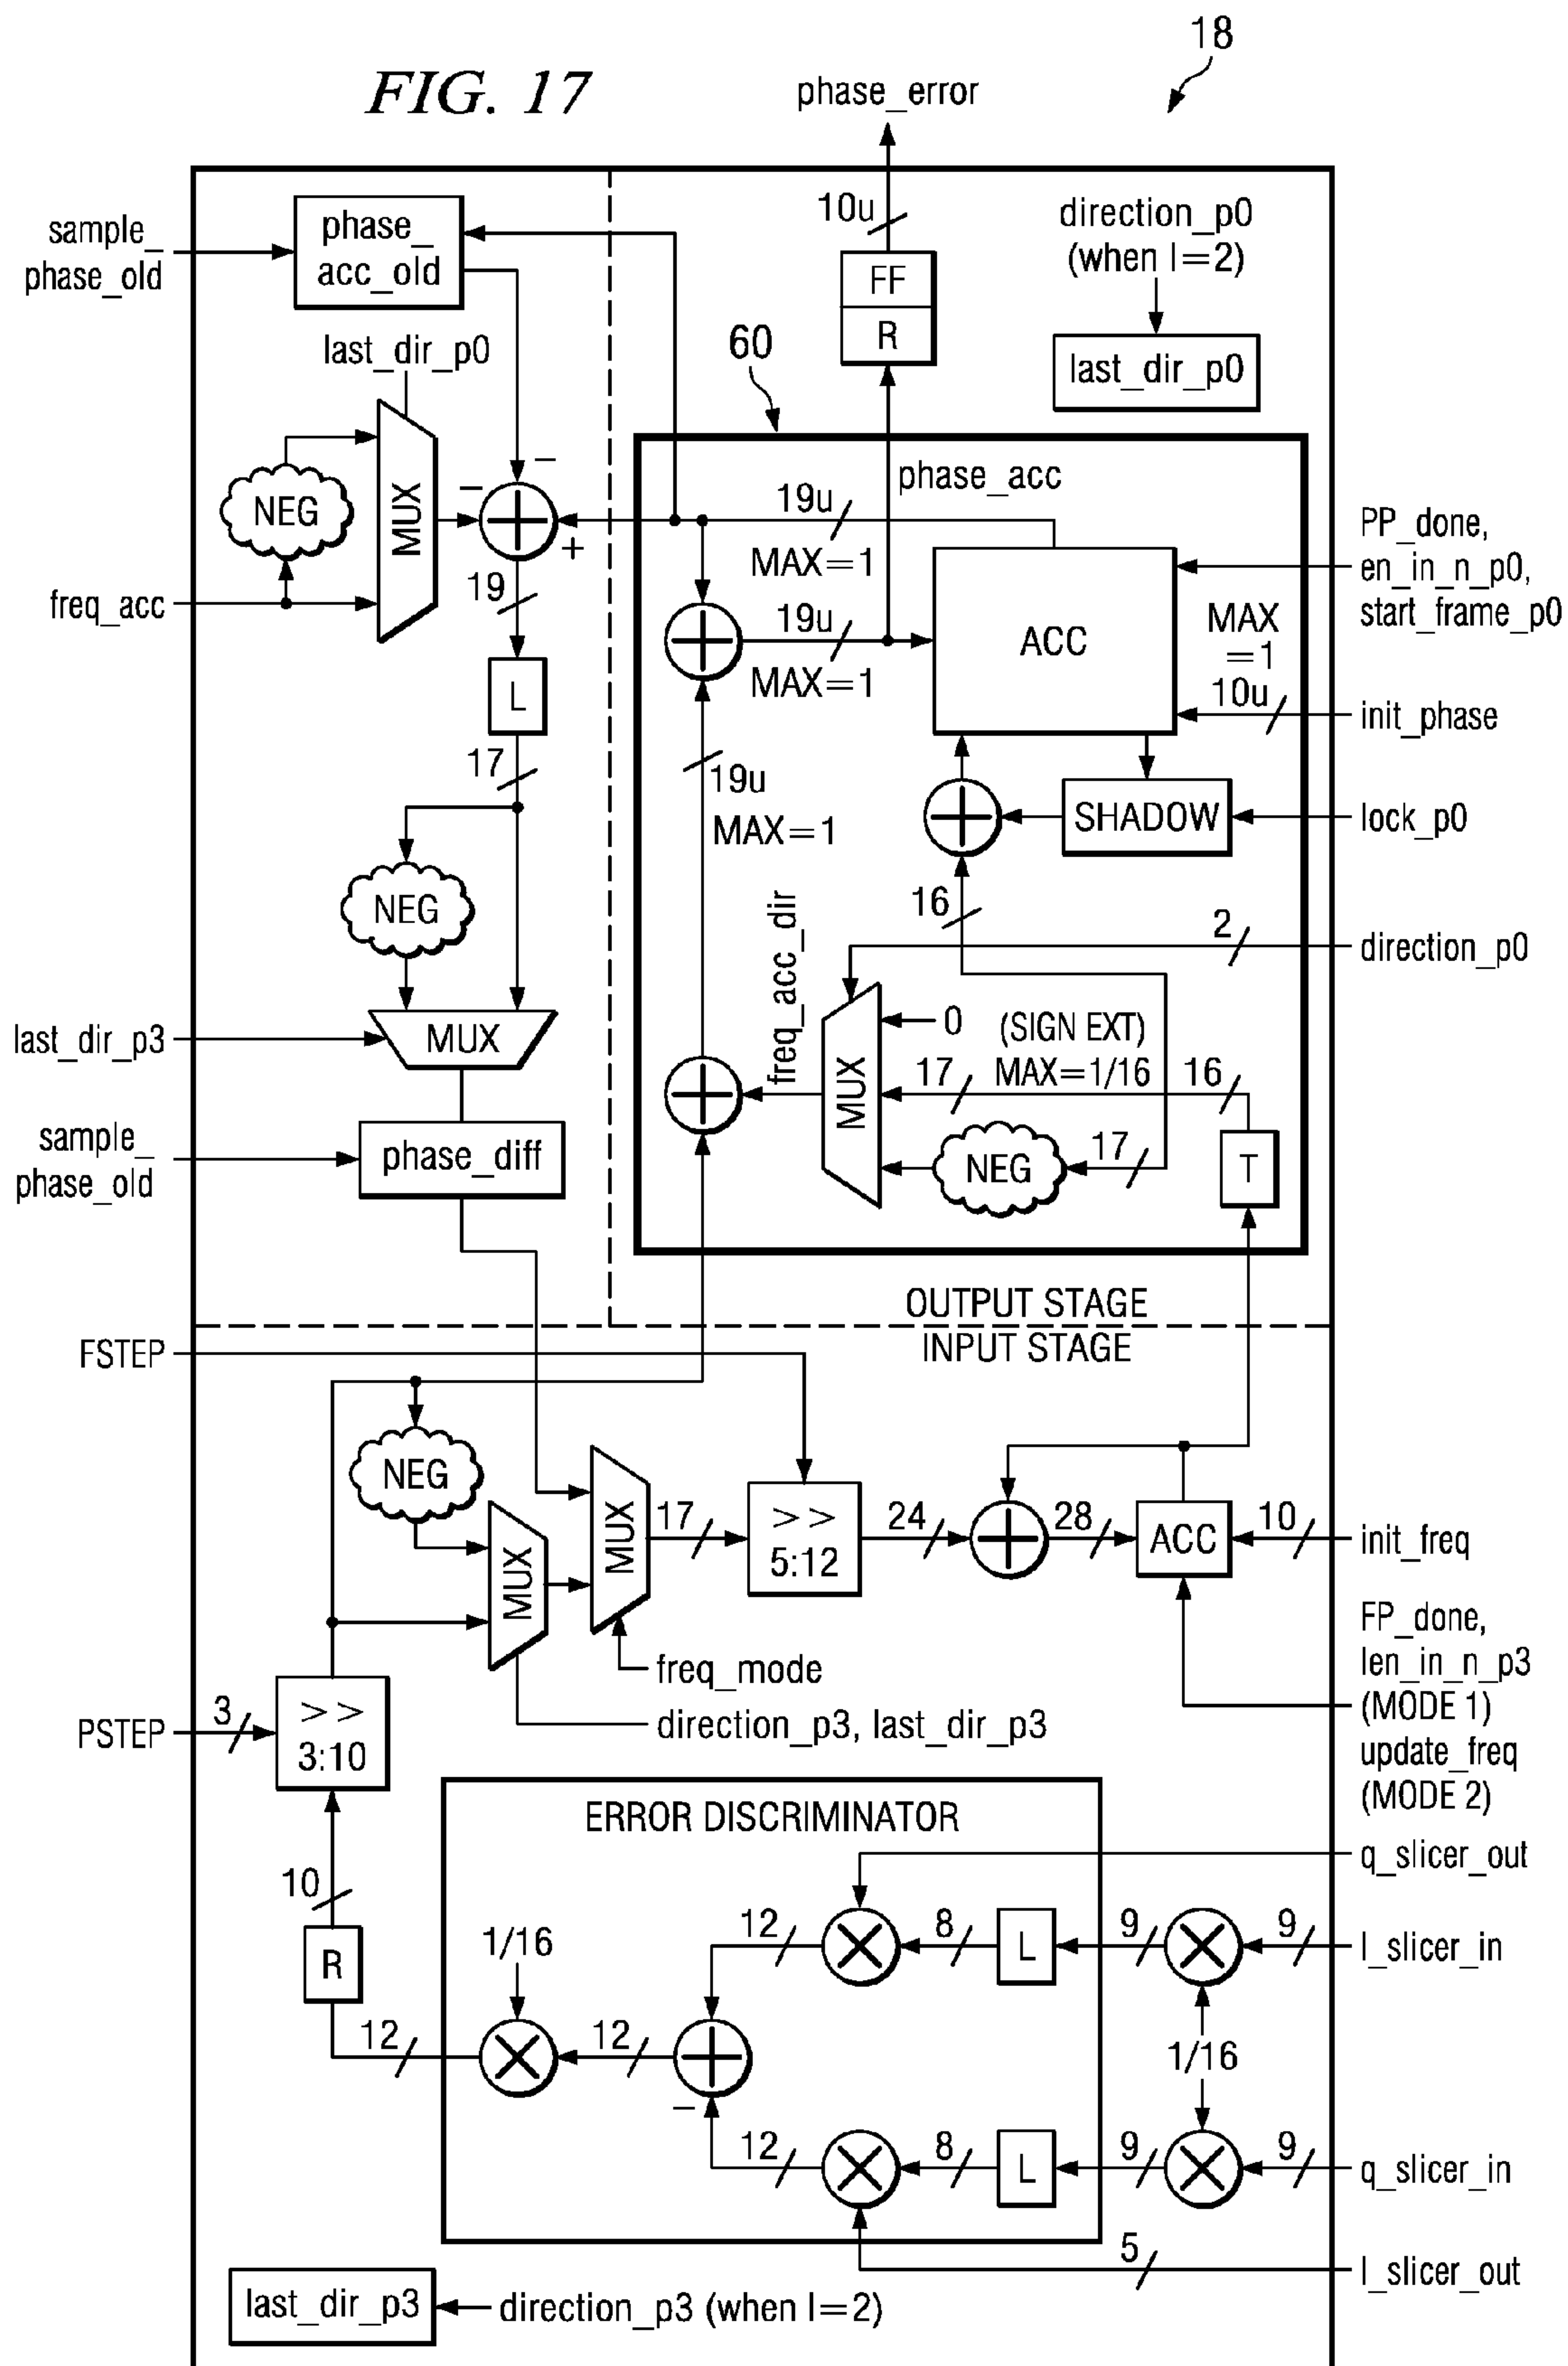 FIG. 17
18
phase_error
sample_
phase_old
phase_
acc_old
10u
FF
R
direction_p0
(when I=2)
last_dir_p0
last_dir_p0
60
NEG
MUX
−
−
+
freq_acc
19
L
17
NEG
last_dir_p3
MUX
sample_
phase_old
phase_diff
phase_acc
19u
MAX=1
19u
MAX=1
ACC
PP_done,
en_in_n_p0,
start_frame_p0
MAX
=1
10u
init_phase
19u
MAX=1
SHADOW
lock_p0
16
2
direction_p0
freq_acc_dir
MUX
0
(SIGN EXT)
17
MAX=1/16
16
NEG
17
T
OUTPUT STAGE
INPUT STAGE
FSTEP
NEG
MUX
MUX
17
>>
5:12
24
28
ACC
10
init_freq
freq_mode
direction_p3, last_dir_p3
FP_done,
len_in_n_p3
(MODE 1)
update_freq
(MODE 2)
PSTEP
3
>>
3:10
10
R
12
ERROR DISCRIMINATOR
q_slicer_out
1/16
12
12
8
L
9
9
I_slicer_in
−
1/16
12
8
L
9
9
q_slicer_in
5
I_slicer_out
last_dir_p3
direction_p3 (when I=2)